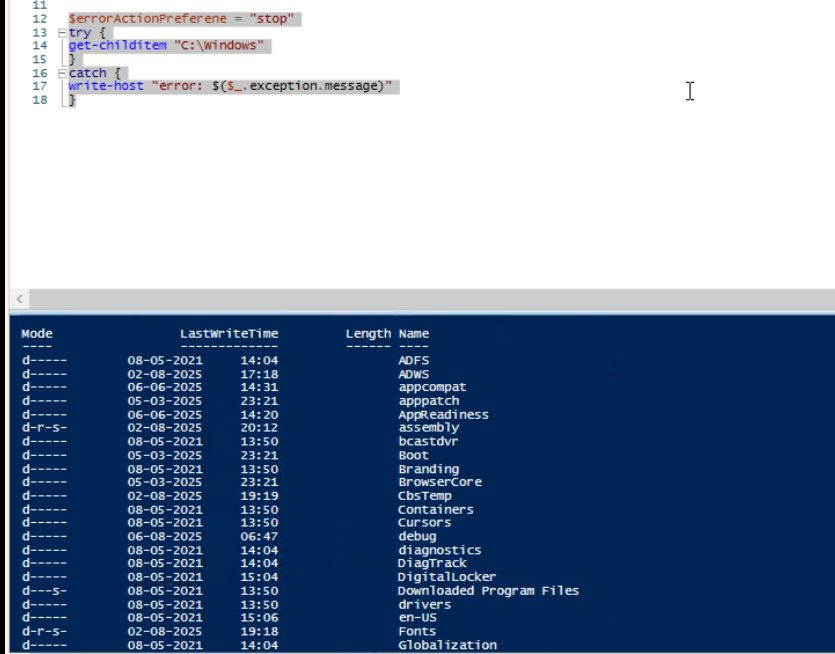 11
12 $errorActionPreferene = "stop"
13 try {
14 get-childitem "C:\Windows"
15 }
16 catch {
17 write-host "error: $($_.exception.message)"
18 }
Mode LastWriteTime Length Name
---- ------------- ------ ----
d----- 08-05-2021 14:04 ADFS
d----- 02-08-2025 17:18 ADWS
d----- 06-06-2025 14:31 appcompat
d----- 05-03-2025 23:21 apppatch
d----- 06-06-2025 14:20 AppReadiness
d-r-s- 02-08-2025 20:12 assembly
d----- 08-05-2021 13:50 bcastdvr
d----- 05-03-2025 23:21 Boot
d----- 08-05-2021 13:50 Branding
d----- 05-03-2025 23:21 BrowserCore
d----- 02-08-2025 19:19 CbsTemp
d----- 08-05-2021 13:50 Containers
d----- 08-05-2021 13:50 Cursors
d----- 06-08-2025 06:47 debug
d----- 08-05-2021 14:04 diagnostics
d----- 08-05-2021 14:04 DiagTrack
d----- 08-05-2021 15:04 DigitalLocker
d---s- 08-05-2021 13:50 Downloaded Program Files
d----- 08-05-2021 13:50 drivers
d----- 08-05-2021 15:06 en-US
d-r-s- 02-08-2025 19:18 Fonts
d----- 08-05-2021 14:04 Globalization